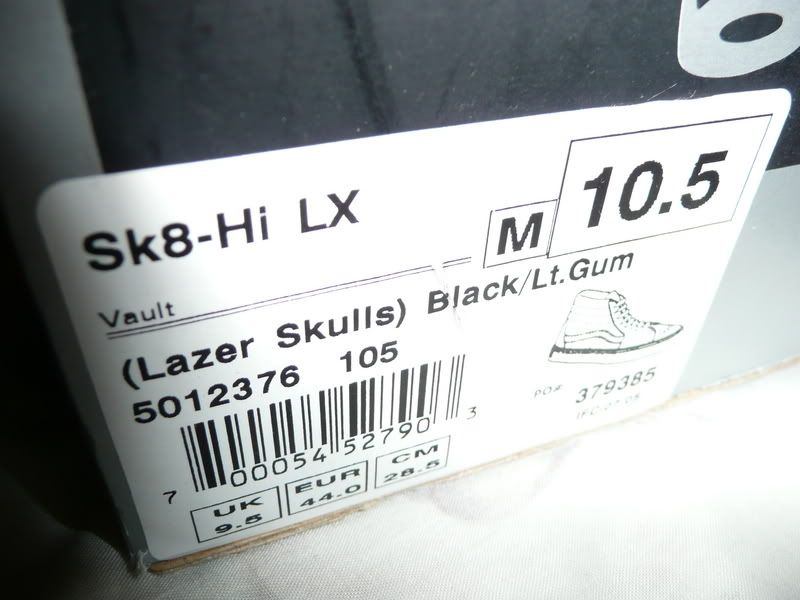 Sk8-Hi LX
M 10.5
Vault
(Lazer Skulls) Black/Lt.Gum
5012376 105
7 00054 52790 3
PO# 379385
UK EUR CM
9.5 44.0 28.5